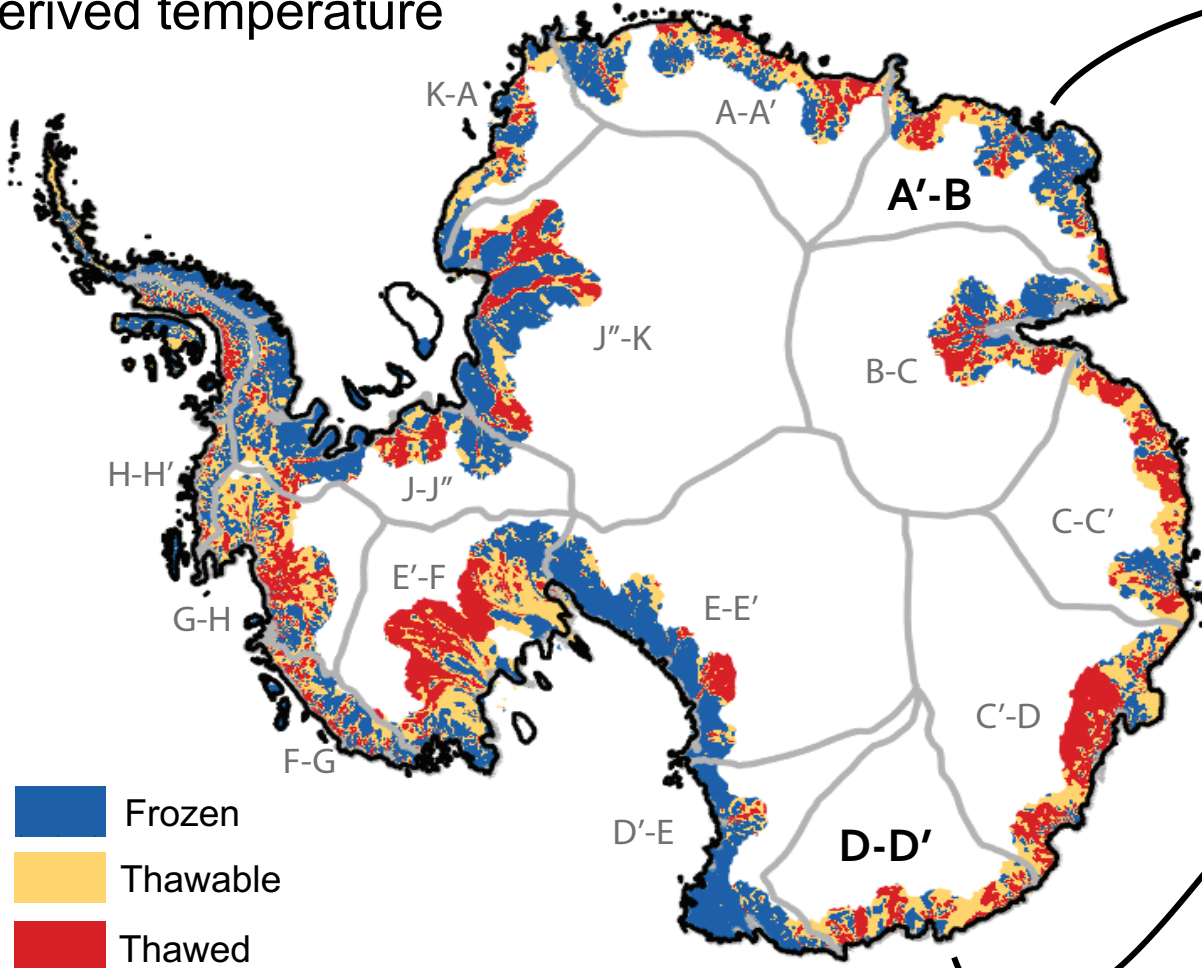 erived temperature
K-A
A-A’
A’-B
J”-K
B-C
H-H’
J-J”
C-C’
E’-F
E-E’
G-H
C’-D
F-G
D’-E
D-D’
Frozen
Thawable
Thawed